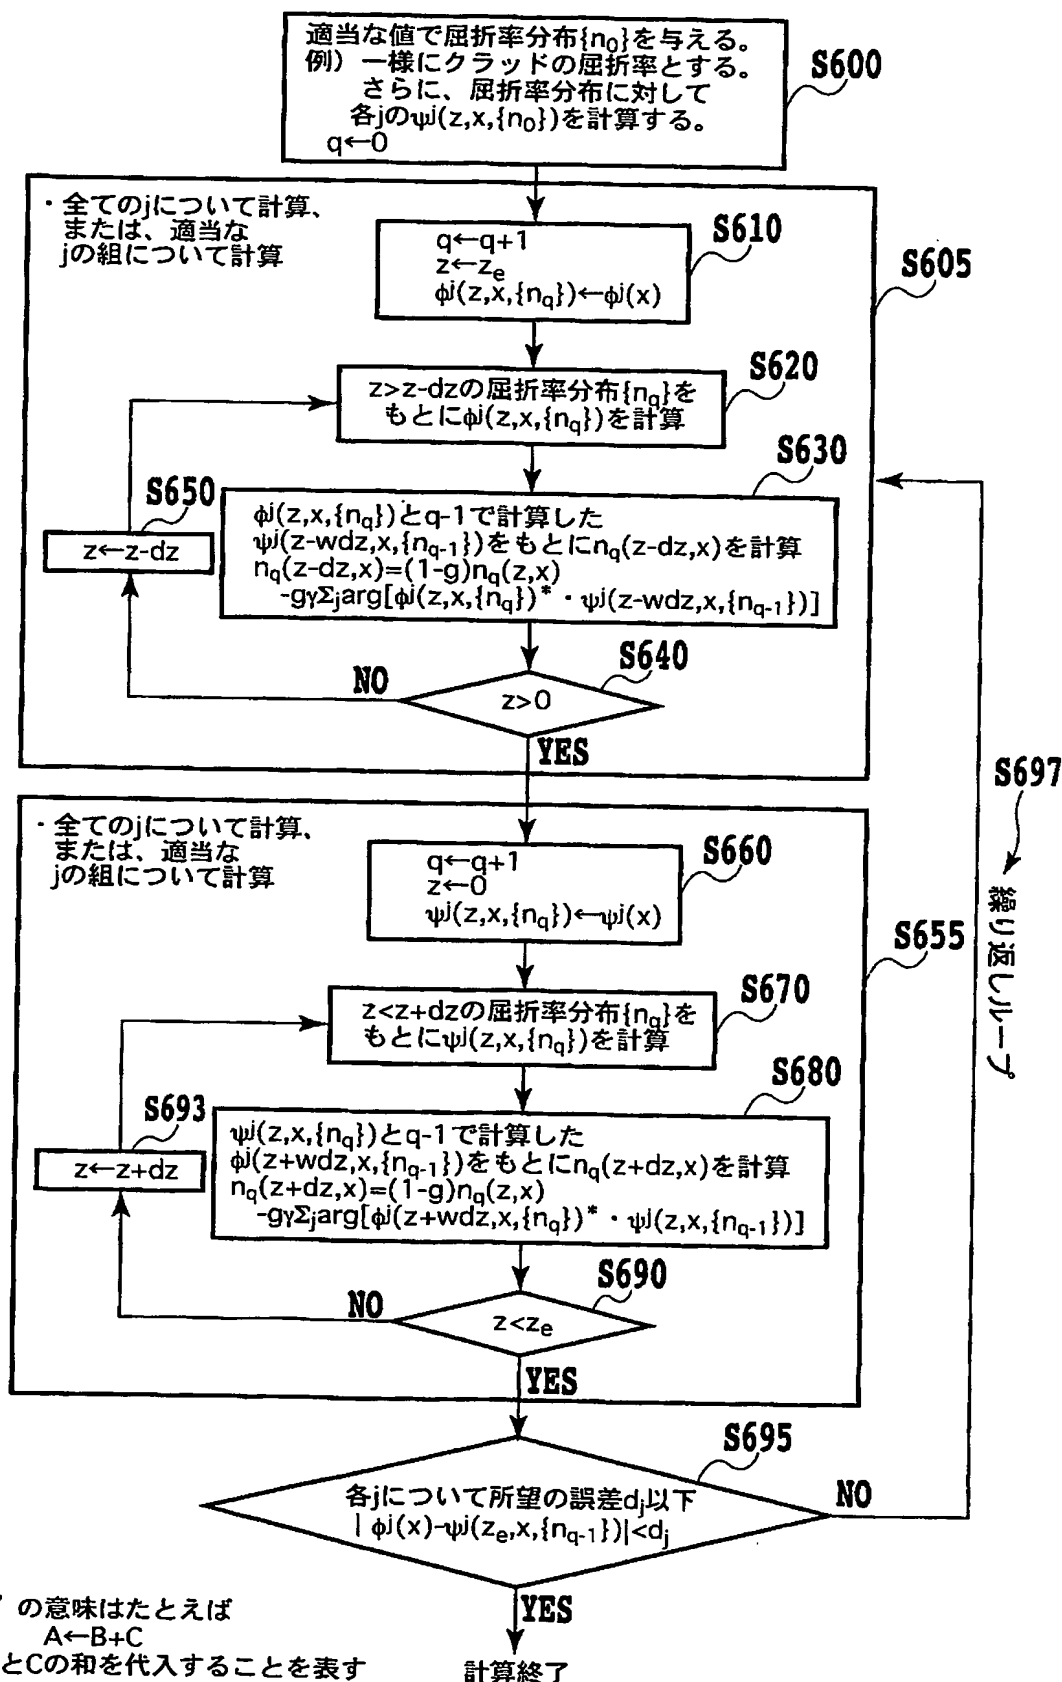 適当な値で屈折率分布{n0}を与える。
例）一様にクラッドの屈折率とする。
さらに、屈折率分布に対して
各jのψj(z,x,{n0})を計算する。
q←0
S600
・全てのjについて計算、
または、適当な
jの組について計算
S605
q←q+1
z←ze
φj(z,x,{nq})←φj(x)
S610
z>z-dzの屈折率分布{nq}を
もとにφj(z,x,{nq})を計算
S620
S630
φj(z,x,{nq})とq-1で計算した
ψj(z-wdz,x,{nq-1})をもとにnq(z-dz,x)を計算
nq(z-dz,x)=(1-g)nq(z,x)
-gγΣjarg[φj(z,x,{nq})*・ψj(z-wdz,x,{nq-1})]
S650
z←z-dz
S640
z>0
NO
YES
S697
繰り返しループ
・全てのjについて計算、
または、適当な
jの組について計算
S655
q←q+1
z←0
ψj(z,x,{nq})←ψj(x)
S660
z<z+dzの屈折率分布{nq}を
もとにψj(z,x,{nq})を計算
S670
S680
ψj(z,x,{nq})とq-1で計算した
φj(z+wdz,x,{nq-1})をもとにnq(z+dz,x)を計算
nq(z+dz,x)=(1-g)nq(z,x)
-gγΣjarg[φj(z+wdz,x,{nq})*・ψj(z,x,{nq-1})]
S693
z←z+dz
S690
z<ze
NO
YES
S695
各jについて所望の誤差dj以下
|φj(x)-ψj(ze,x,{nq-1})|<dj
NO
YES
計算終了
の意味はたとえば
A←B+C
とCの和を代入することを表す